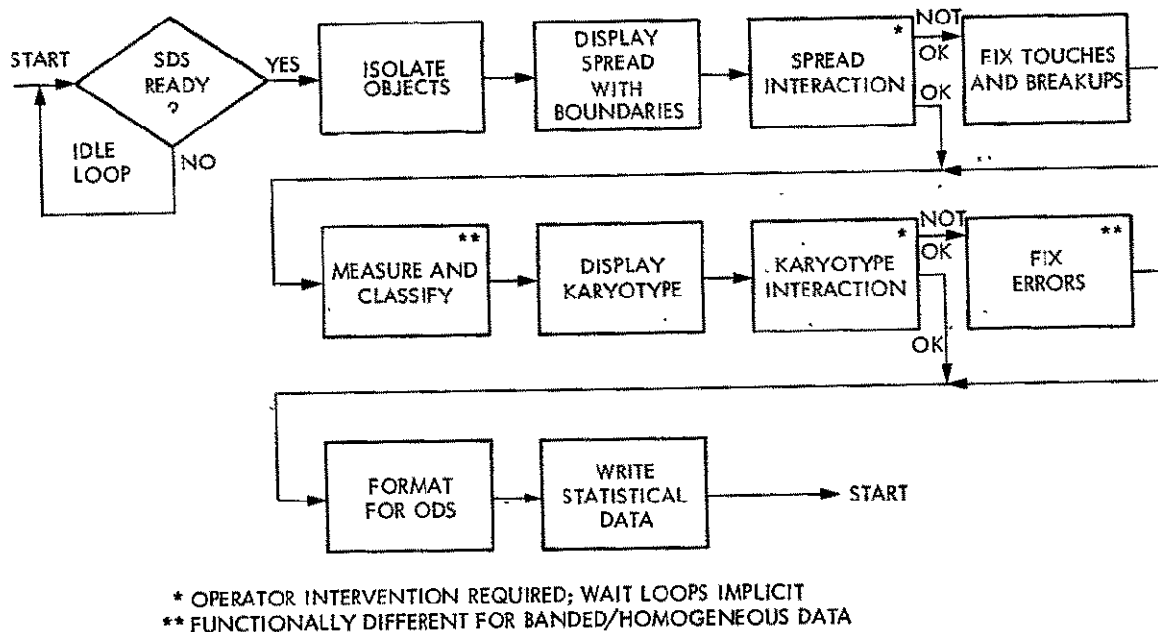 START
SDS
READY
?
YES
NO
IDLE
LOOP
ISOLATE
OBJECTS
DISPLAY
SPREAD
WITH
BOUNDARIES
*
SPREAD
INTERACTION
NOT
OK
OK
FIX TOUCHES
AND BREAKUPS
**
MEASURE AND
CLASSIFY
DISPLAY
KARYOTYPE
*
KARYOTYPE
INTERACTION
NOT
OK
OK
**
FIX
ERRORS
FORMAT
FOR ODS
WRITE
STATISTICAL
DATA
START
* OPERATOR INTERVENTION REQUIRED; WAIT LOOPS IMPLICIT
** FUNCTIONALLY DIFFERENT FOR BANDED/HOMOGENEOUS DATA